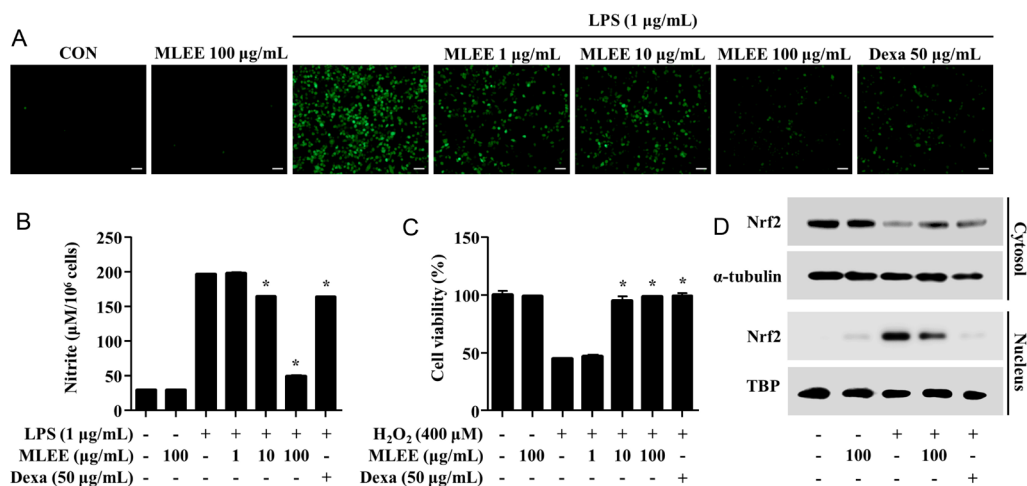 LPS (1 μg/mL)
A
CON MLEE 100 μg/mL MLEE 1 μg/mL MLEE 10 μg/mL MLEE 100 μg/mL Dexa 50 μg/mL
B
Nitrite (μM/10⁶ cells)
250
200
150
100
50
0
* * * *
LPS (1 μg/mL) - - + + + + +
MLEE (μg/mL) - 100 - 1 10 100 -
Dexa (50 μg/mL) - - - - - - +
C
Cell viability (%)
150
100
50
0
* * *
H₂O₂ (400 μM) - - + + + + +
MLEE (μg/mL) - 100 - 1 10 100 -
Dexa (50 μg/mL) - - - - - - +
D
Nrf2
α-tubulin
Cytosol
Nrf2
TBP
Nucleus
- - + + +
- 100 - 100 -
- - - - +